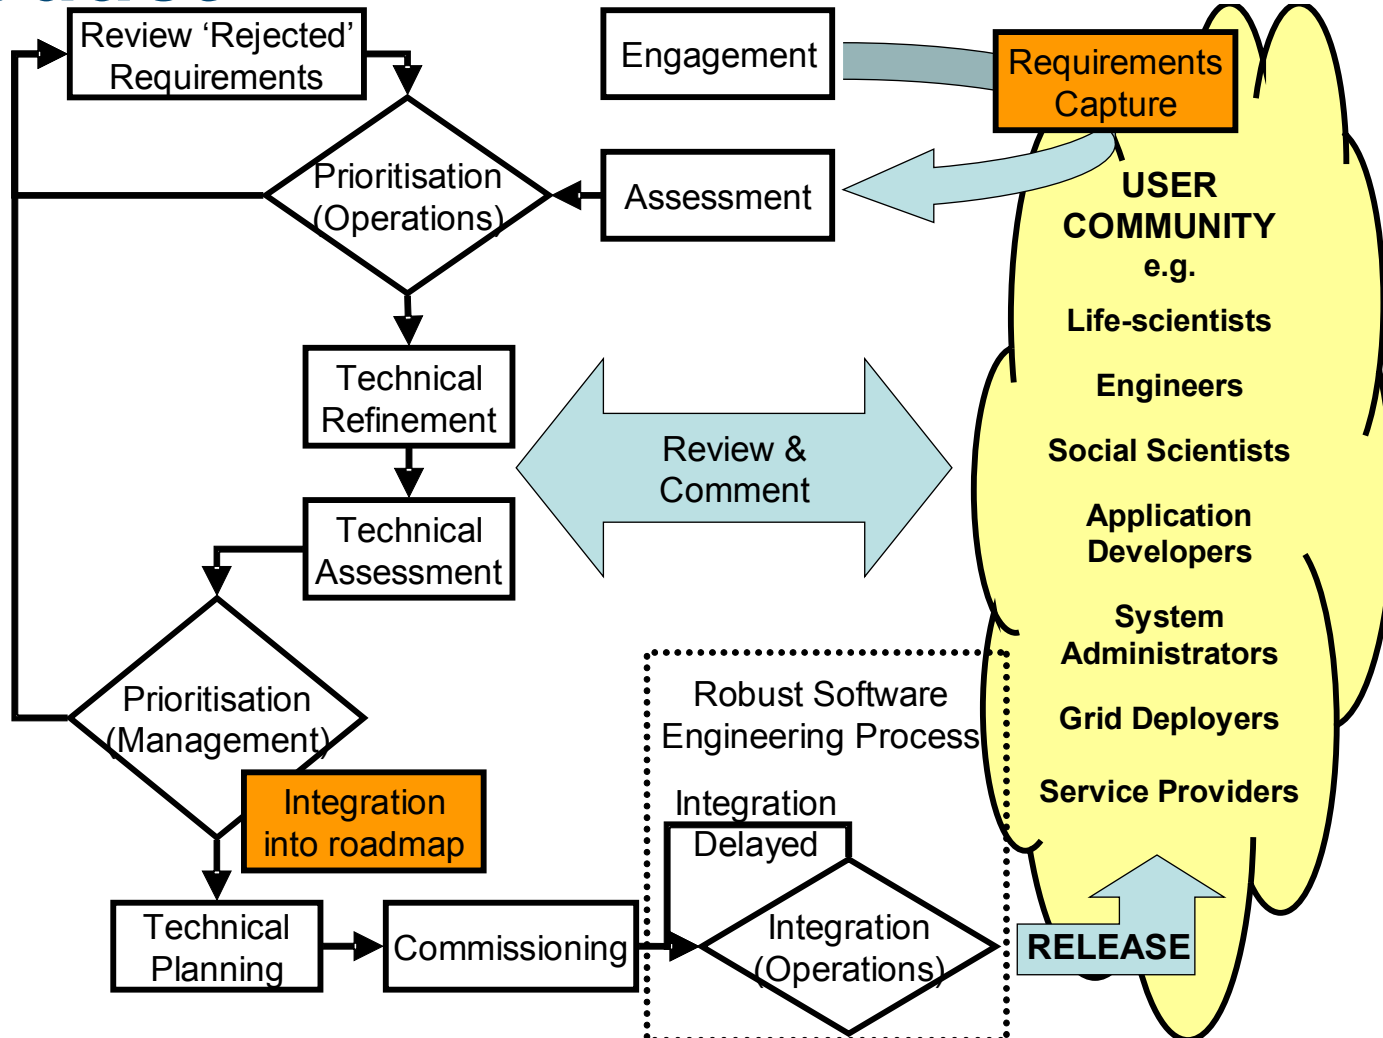 Review ‘Rejected’
Requirements
Engagement
Requirements
Capture
Prioritisation
(Operations)
Assessment
USER
COMMUNITY
e.g.
Life-scientists
Engineers
Social Scientists
Application
Developers
System
Administrators
Grid Deployers
Service Providers
Technical
Refinement
Review &
Comment
Technical
Assessment
Prioritisation
(Management)
Integration
into roadmap
Robust Software
Engineering Process
Integration
Delayed
Technical
Planning
Commissioning
Integration
(Operations)
RELEASE